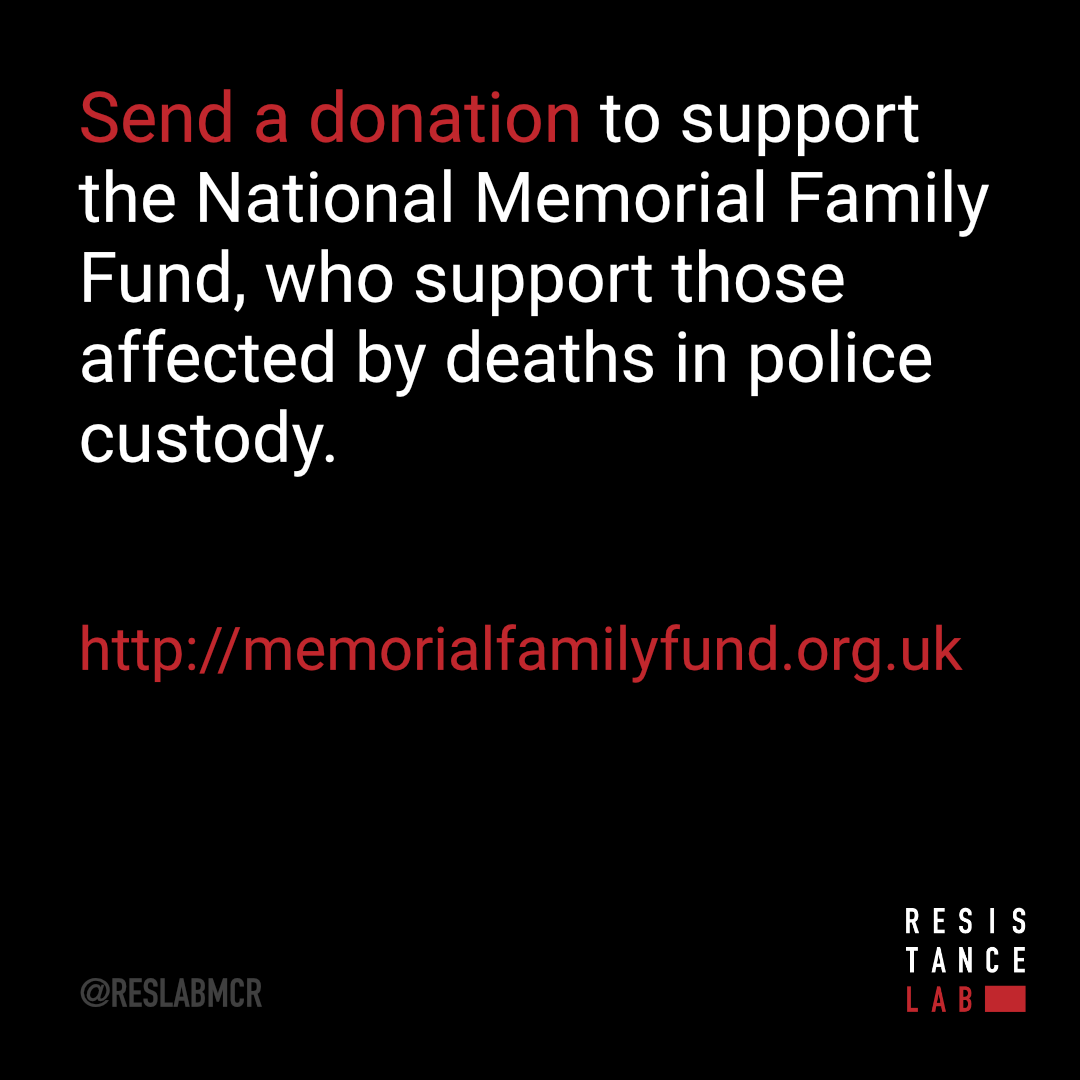 Send a donation to support
the National Memorial Family
Fund, who support those
affected by deaths in police
custody.
http://memorialfamilyfund.org.uk
@RESLABMCR
RESIS
TANCE
LAB